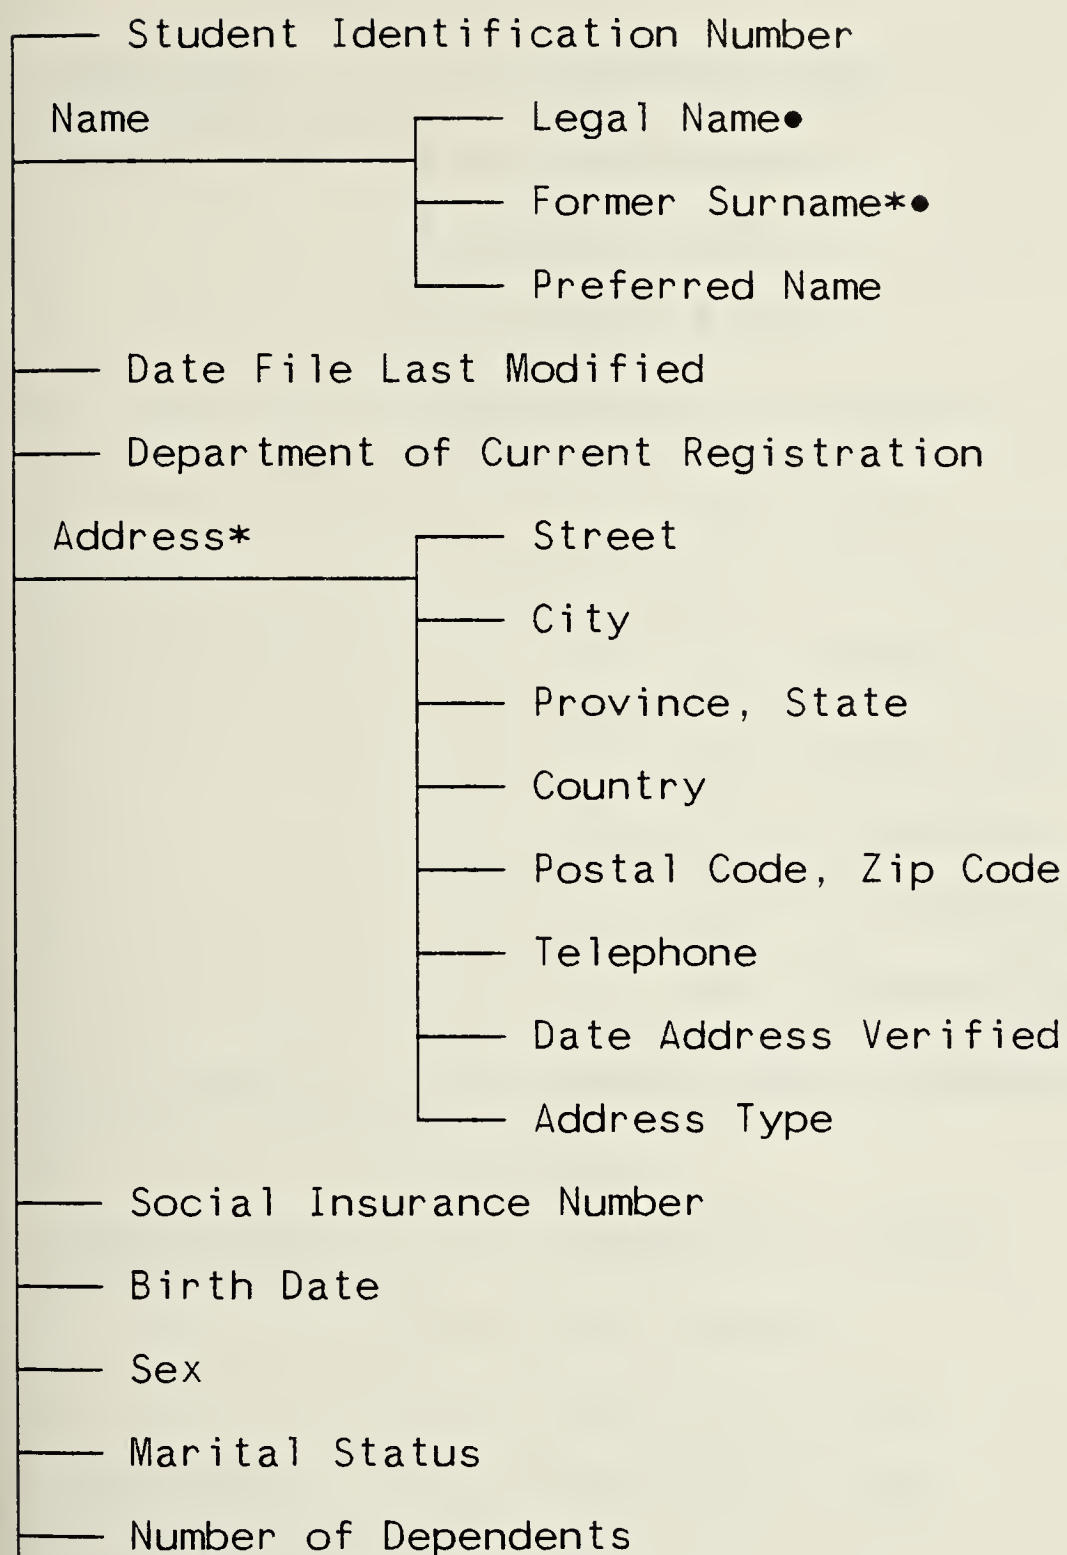 Student Identification Number
Name
Legal Name●
Former Surname*●
Preferred Name
Date File Last Modified
Department of Current Registration
Address*
Street
City
Province, State
Country
Postal Code, Zip Code
Telephone
Date Address Verified
Address Type
Social Insurance Number
Birth Date
Sex
Marital Status
Number of Dependents